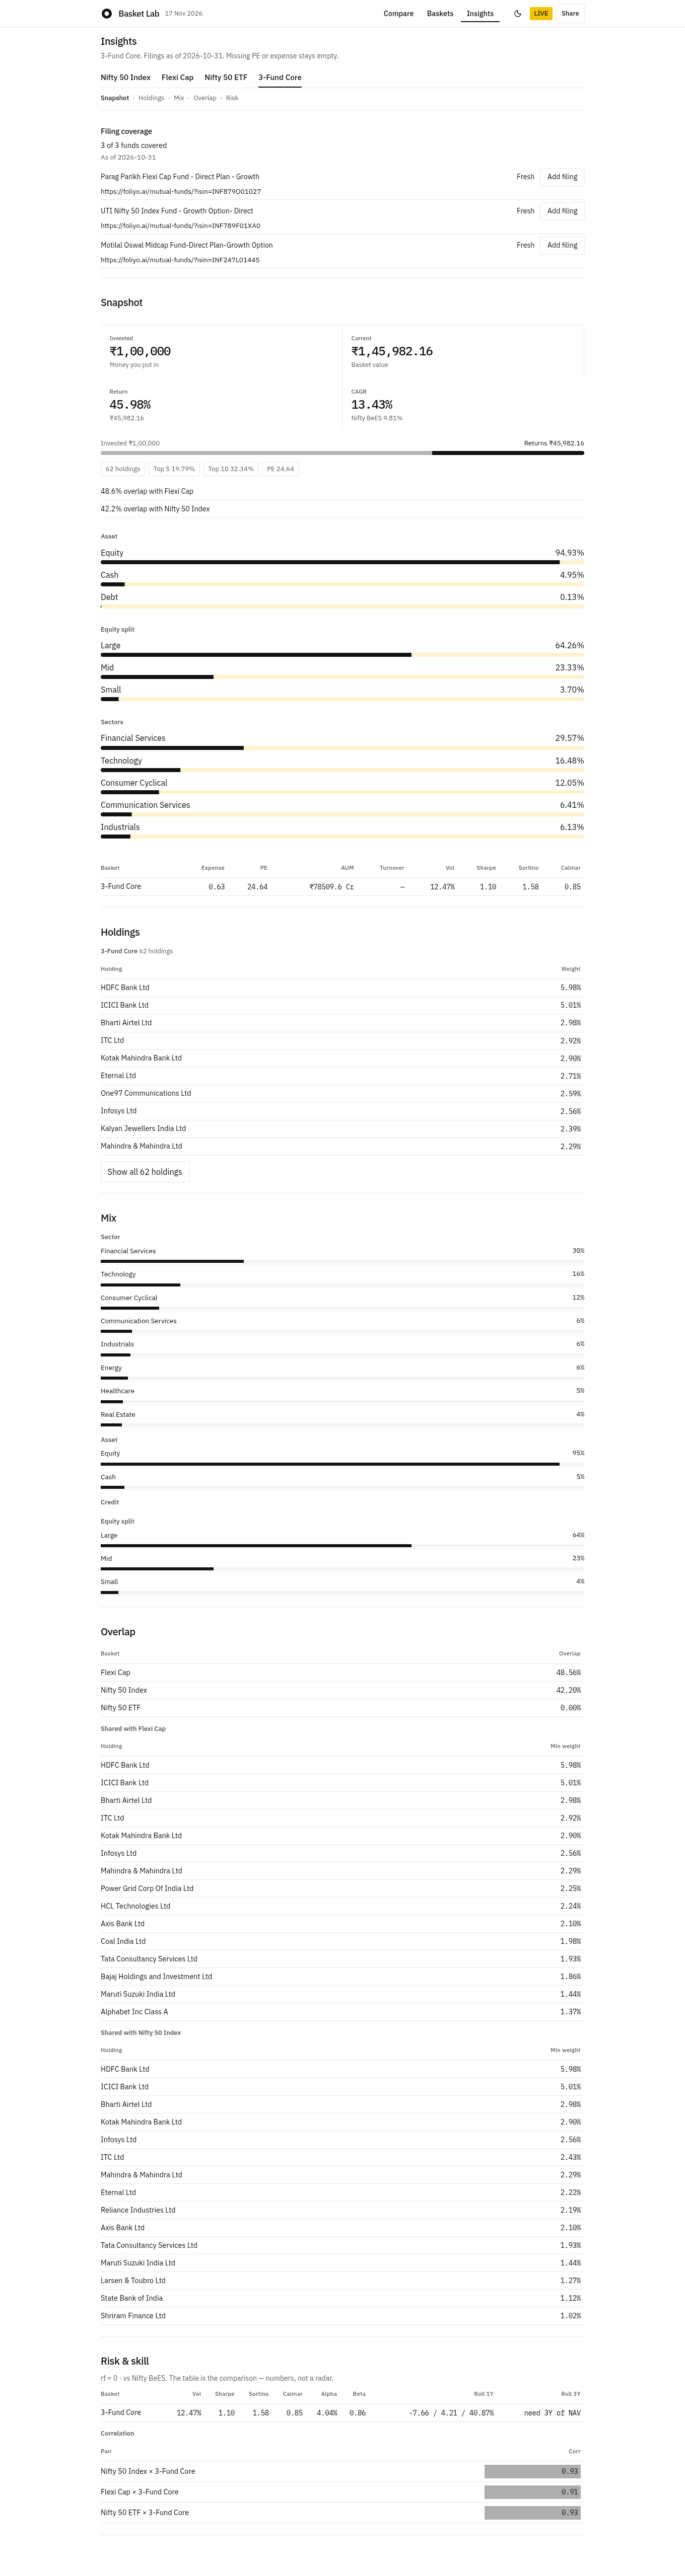 Basket Lab 17 Nov 2026 Compare Baskets Insights LIVE Share
Insights
3-Fund Core. Filings as of 2026-10-31. Missing PE or expense stays empty.
Nifty 50 Index Flexi Cap Nifty 50 ETF 3-Fund Core
Snapshot · Holdings · Mix · Overlap · Risk
Filing coverage
3 of 3 funds covered
As of 2026-10-31
Parag Parikh Flexi Cap Fund - Direct Plan - Growth Fresh Add filing
https://foliyo.ai/mutual-funds/?isin=INF879O01027
UTI Nifty 50 Index Fund - Growth Option- Direct Fresh Add filing
https://foliyo.ai/mutual-funds/?isin=INF789F01XA0
Motilal Oswal Midcap Fund-Direct Plan-Growth Option Fresh Add filing
https://foliyo.ai/mutual-funds/?isin=INF247L01445
Snapshot
Invested Current
₹1,00,000 ₹1,45,982.16
Money you put in Basket value
Return CAGR
45.98% 13.43%
₹45,982.16 Nifty BeES 9.81%
Invested ₹1,00,000 Returns ₹45,982.16
62 holdings Top 5 19.79% Top 10 32.34% PE 24.64
48.6% overlap with Flexi Cap
42.2% overlap with Nifty 50 Index
Asset
Equity 94.93%
Cash 4.95%
Debt 0.13%
Equity split
Large 64.26%
Mid 23.33%
Small 3.70%
Sectors
Financial Services 29.57%
Technology 16.48%
Consumer Cyclical 12.05%
Communication Services 6.41%
Industrials 6.13%
Basket Expense PE AUM Turnover Vol Sharpe Sortino Calmar
3-Fund Core 0.63 24.64 ₹78509.6 Cr — 12.47% 1.10 1.58 0.85
Holdings
3-Fund Core 62 holdings
Holding Weight
HDFC Bank Ltd 5.98%
ICICI Bank Ltd 5.01%
Bharti Airtel Ltd 2.98%
ITC Ltd 2.92%
Kotak Mahindra Bank Ltd 2.90%
Eternal Ltd 2.71%
One97 Communications Ltd 2.59%
Infosys Ltd 2.56%
Kalyan Jewellers India Ltd 2.39%
Mahindra & Mahindra Ltd 2.29%
Show all 62 holdings
Mix
Sector
Financial Services 30%
Technology 16%
Consumer Cyclical 12%
Communication Services 6%
Industrials 6%
Energy 6%
Healthcare 5%
Real Estate 4%
Asset
Equity 95%
Cash 5%
Credit
Equity split
Large 64%
Mid 23%
Small 4%
Overlap
Basket Overlap
Flexi Cap 48.56%
Nifty 50 Index 42.20%
Nifty 50 ETF 0.00%
Shared with Flexi Cap
Holding Min weight
HDFC Bank Ltd 5.98%
ICICI Bank Ltd 5.01%
Bharti Airtel Ltd 2.98%
ITC Ltd 2.92%
Kotak Mahindra Bank Ltd 2.90%
Infosys Ltd 2.56%
Mahindra & Mahindra Ltd 2.29%
Power Grid Corp Of India Ltd 2.25%
HCL Technologies Ltd 2.24%
Axis Bank Ltd 2.10%
Coal India Ltd 1.98%
Tata Consultancy Services Ltd 1.93%
Bajaj Holdings and Investment Ltd 1.86%
Maruti Suzuki India Ltd 1.44%
Alphabet Inc Class A 1.37%
Shared with Nifty 50 Index
Holding Min weight
HDFC Bank Ltd 5.98%
ICICI Bank Ltd 5.01%
Bharti Airtel Ltd 2.98%
Kotak Mahindra Bank Ltd 2.90%
Infosys Ltd 2.56%
ITC Ltd 2.43%
Mahindra & Mahindra Ltd 2.29%
Eternal Ltd 2.22%
Reliance Industries Ltd 2.19%
Axis Bank Ltd 2.10%
Tata Consultancy Services Ltd 1.93%
Maruti Suzuki India Ltd 1.44%
Larsen & Toubro Ltd 1.27%
State Bank of India 1.12%
Shriram Finance Ltd 1.02%
Risk & skill
rf = 0 · vs Nifty BeES. The table is the comparison — numbers, not a radar.
Basket Vol Sharpe Sortino Calmar Alpha Beta Roll 1Y Roll 3Y
3-Fund Core 12.47% 1.10 1.58 0.85 4.04% 0.86 -7.66 / 4.21 / 40.87% need 3Y of NAV
Correlation
Pair Corr
Nifty 50 Index × 3-Fund Core 0.93
Flexi Cap × 3-Fund Core 0.91
Nifty 50 ETF × 3-Fund Core 0.93